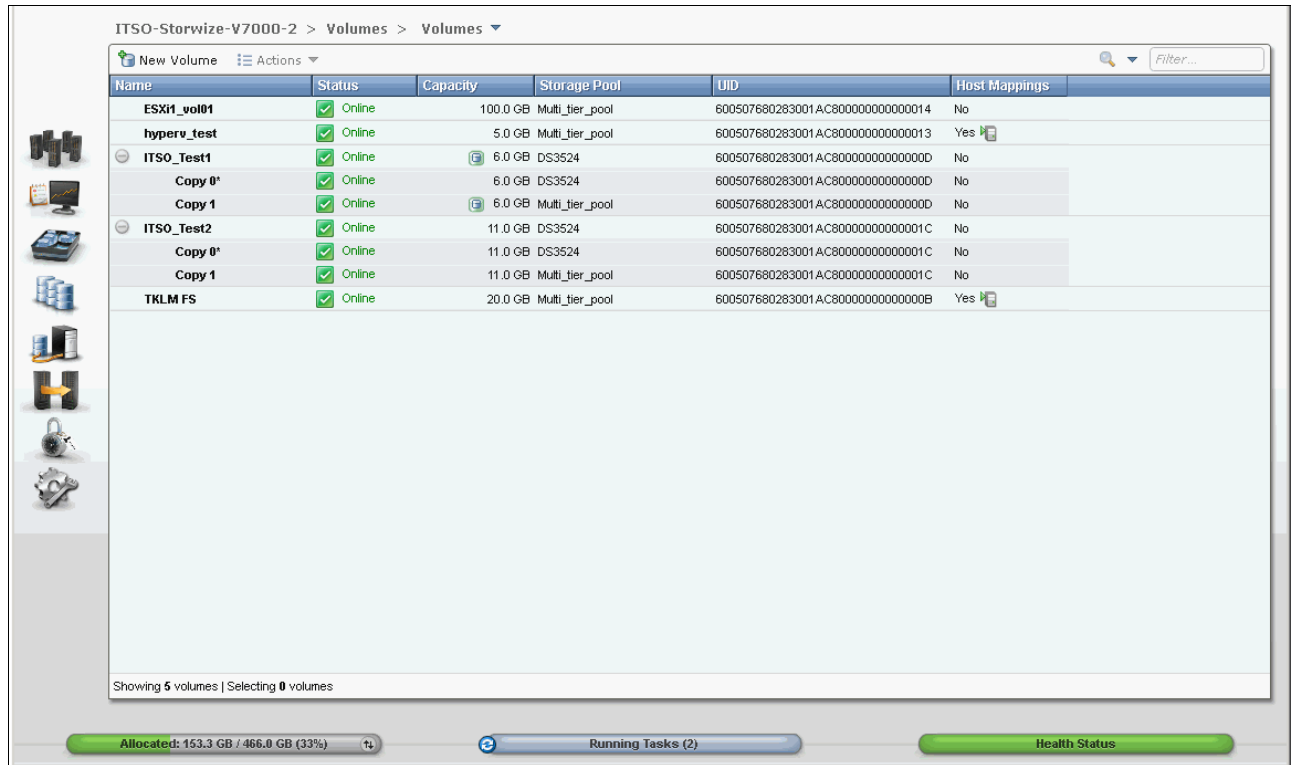 ITSO-Storwize-V7000-2 > Volumes > Volumes
New Volume Actions Filter...
Name Status Capacity Storage Pool UID Host Mappings
ESXi1_vol01 Online 100.0 GB Multi_tier_pool 600507680283001AC800000000000014 No
hyperv_test Online 5.0 GB Multi_tier_pool 600507680283001AC800000000000013 Yes
ITSO_Test1 Online 6.0 GB DS3524 600507680283001AC80000000000000D No
Copy 0* Online 6.0 GB DS3524 600507680283001AC80000000000000D No
Copy 1 Online 6.0 GB Multi_tier_pool 600507680283001AC80000000000000D No
ITSO_Test2 Online 11.0 GB DS3524 600507680283001AC80000000000001C No
Copy 0* Online 11.0 GB DS3524 600507680283001AC80000000000001C No
Copy 1 Online 11.0 GB Multi_tier_pool 600507680283001AC80000000000001C No
TKLM FS Online 20.0 GB Multi_tier_pool 600507680283001AC80000000000000B Yes
Showing 5 volumes | Selecting 0 volumes
Allocated: 153.3 GB / 466.0 GB (33%) Running Tasks (2) Health Status